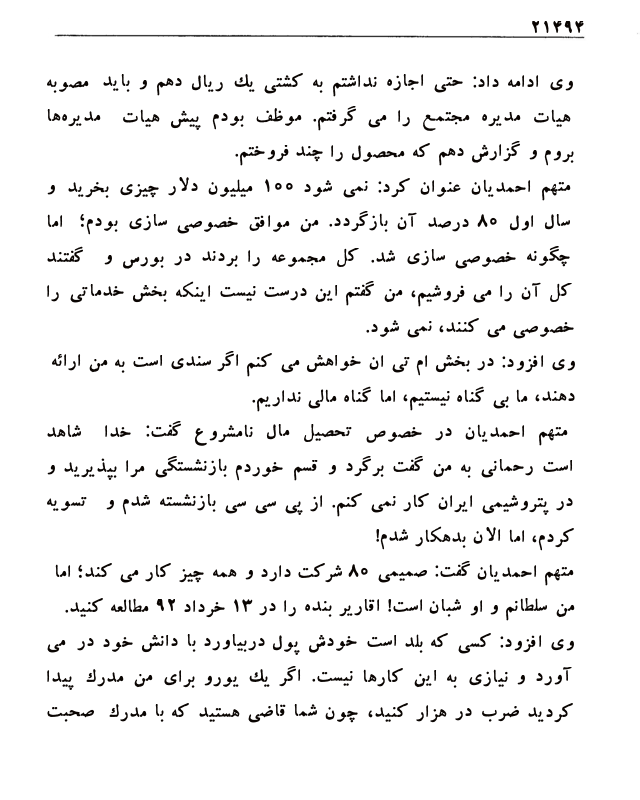 ۲۱۴۹۴
وی ادامه داد: حتی اجازه نداشتم به کشتی یك ریال دهم و باید مصوبه
هیات مدیره مجتمع را می گرفتم. موظف بودم پیش هیات مدیره‌ها
بروم و گزارش دهم که محصول را چند فروختم.
متهم احمدیان عنوان کرد: نمی شود ۱۰۰ میلیون دلار چیزی بخرید و
سال اول ۸۰ درصد آن بازگردد. من موافق خصوصی سازی بودم؛ اما
چگونه خصوصی سازی شد. کل مجموعه را بردند در بورس و گفتند
کل آن را می فروشیم، من گفتم این درست نیست اینکه بخش خدماتی را
خصوصی می کنند، نمی شود.
وی افزود: در بخش ام تی ان خواهش می کنم اگر سندی است به من ارائه
دهند، ما بی گناه نیستیم، اما گناه مالی نداریم.
متهم احمدیان در خصوص تحصیل مال نامشروع گفت: خدا شاهد
است رحمانی به من گفت برگرد و قسم خوردم بازنشستگی مرا بپذیرید و
در پتروشیمی ایران کار نمی کنم. از پی سی سی بازنشسته شدم و تسویه
کردم، اما الان بدهکار شدم!
متهم احمدیان گفت: صمیمی ۸۰ شرکت دارد و همه چیز کار می کند؛ اما
من سلطانم و او شبان است! اقاریر بنده را در ۱۳ خرداد ۹۲ مطالعه کنید.
وی افزود: کسی که بلد است خودش پول دربیاورد با دانش خود در می
آورد و نیازی به این کارها نیست. اگر یك یورو برای من مدرك پیدا
کردید ضرب در هزار کنید، چون شما قاضی هستید که با مدرك صحبت